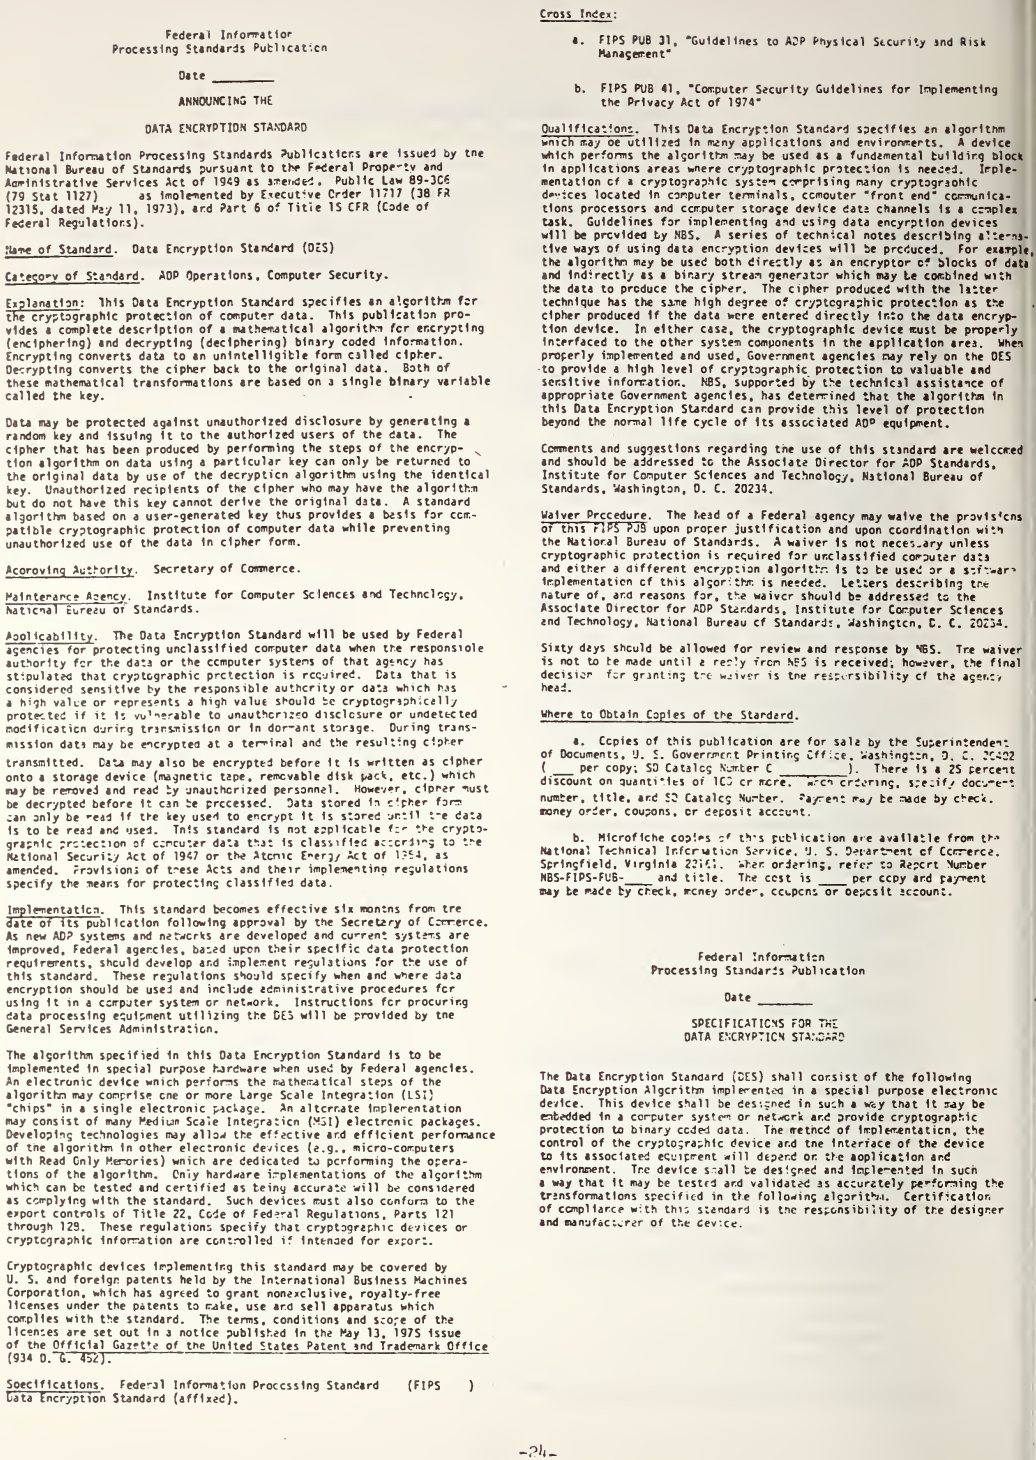 Federal Information
Processing Standards Publication
Date ________
ANNOUNCING THE
DATA ENCRYPTION STANDARD
Federal Information Processing Standards Publications are issued by the
National Bureau of Standards pursuant to the Federal Property and
Administrative Services Act of 1949 as amended, Public Law 89-306
(79 Stat 1127) as implemented by Executive Order 11717 (38 FR
12315, dated May 11, 1973), and Part 6 of Title 15 CFR (Code of
Federal Regulations).
Name of Standard. Data Encryption Standard (DES)
Category of Standard. ADP Operations, Computer Security.
Explanation: This Data Encryption Standard specifies an algorithm for
the cryptographic protection of computer data. This publication pro-
vides a complete description of a mathematical algorithm for encrypting
(enciphering) and decrypting (deciphering) binary coded information.
Encrypting converts data to an unintelligible form called cipher.
Decrypting converts the cipher back to the original data. Both of
these mathematical transformations are based on a single binary variable
called the key.
Data may be protected against unauthorized disclosure by generating a
random key and issuing it to the authorized users of the data. The
cipher that has been produced by performing the steps of the encryp-
tion algorithm on data using a particular key can only be returned to
the original data by use of the decryption algorithm using the identical
key. Unauthorized recipients of the cipher who may have the algorithm
but do not have this key cannot derive the original data. A standard
algorithm based on a user-generated key thus provides a basis for com-
patible cryptographic protection of computer data while preventing
unauthorized use of the data in cipher form.
Approving Authority. Secretary of Commerce.
Maintenance Agency. Institute for Computer Sciences and Technology,
National Bureau of Standards.
Applicability. The Data Encryption Standard will be used by Federal
agencies for protecting unclassified computer data when the responsible
authority for the data or the computer systems of that agency has
stipulated that cryptographic protection is required. Data that is
considered sensitive by the responsible authority or data which has
a high value or represents a high value should be cryptographically
protected if it is vulnerable to unauthorized disclosure or undetected
modification during transmission or in dormant storage. During trans-
mission data may be encrypted at a terminal and the resulting cipher
transmitted. Data may also be encrypted before it is written as cipher
onto a storage device (magnetic tape, removable disk pack, etc.) which
may be removed and read by unauthorized personnel. However, cipher must
be decrypted before it can be processed. Data stored in cipher form
can only be read if the key used to encrypt it is stored until the data
is to be read and used. This standard is not applicable for the crypto-
graphic protection of computer data that is classified according to the
National Security Act of 1947 or the Atomic Energy Act of 1954, as
amended. Provisions of these Acts and their implementing regulations
specify the means for protecting classified data.
Implementation. This standard becomes effective six months from the
date of its publication following approval by the Secretary of Commerce.
As new ADP systems and networks are developed and current systems are
improved, Federal agencies, based upon their specific data protection
requirements, should develop and implement regulations for the use of
this standard. These regulations should specify when and where data
encryption should be used and include administrative procedures for
using it in a computer system or network. Instructions for procuring
data processing equipment utilizing the DES will be provided by the
General Services Administration.
The algorithm specified in this Data Encryption Standard is to be
implemented in special purpose hardware when used by Federal agencies.
An electronic device which performs the mathematical steps of the
algorithm may comprise one or more Large Scale Integration (LSI)
"chips" in a single electronic package. An alternate implementation
may consist of many Medium Scale Integration (MSI) electronic packages.
Developing technologies may allow the effective and efficient performance
of the algorithm in other electronic devices (e.g., micro-computers
with Read Only Memories) which are dedicated to performing the opera-
tions of the algorithm. Only hardware implementations of the algorithm
which can be tested and certified as being accurate will be considered
as complying with the standard. Such devices must also conform to the
export controls of Title 22, Code of Federal Regulations, Parts 121
through 129. These regulations specify that cryptographic devices or
cryptographic information are controlled if intended for export.
Cryptographic devices implementing this standard may be covered by
U. S. and foreign patents held by the International Business Machines
Corporation, which has agreed to grant nonexclusive, royalty-free
licenses under the patents to make, use and sell apparatus which
complies with the standard. The terms, conditions and scope of the
licenses are set out in a notice published in the May 13, 1975 issue
of the Official Gazette of the United States Patent and Trademark Office
(934 O. G. 452).
Specifications. Federal Information Processing Standard (FIPS )
Data Encryption Standard (affixed).
Cross Index:
a. FIPS PUB 31, "Guidelines to ADP Physical Security and Risk
Management"
b. FIPS PUB 41, "Computer Security Guidelines for Implementing
the Privacy Act of 1974"
Qualifications. This Data Encryption Standard specifies an algorithm
which may be utilized in many applications and environments. A device
which performs the algorithm may be used as a fundamental building block
in applications areas where cryptographic protection is needed. Imple-
mentation of a cryptographic system comprising many cryptographic
devices located in computer terminals, computer "front end" communica-
tions processors and computer storage device data channels is a complex
task. Guidelines for implementing and using data encryption devices
will be provided by NBS. A series of technical notes describing alterna-
tive ways of using data encryption devices will be produced. For example,
the algorithm may be used both directly as an encryptor of blocks of data
and indirectly as a binary stream generator which may be combined with
the data to produce the cipher. The cipher produced with the latter
technique has the same high degree of cryptographic protection as the
cipher produced if the data were entered directly into the data encryp-
tion device. In either case, the cryptographic device must be properly
interfaced to the other system components in the application area. When
properly implemented and used, Government agencies may rely on the DES
to provide a high level of cryptographic protection to valuable and
sensitive information. NBS, supported by the technical assistance of
appropriate Government agencies, has determined that the algorithm in
this Data Encryption Standard can provide this level of protection
beyond the normal life cycle of its associated ADP equipment.
Comments and suggestions regarding the use of this standard are welcomed
and should be addressed to the Associate Director for ADP Standards,
Institute for Computer Sciences and Technology, National Bureau of
Standards, Washington, D. C. 20234.
Waiver Procedure. The head of a Federal agency may waive the provisions
of this FIPS PUB upon proper justification and upon coordination with
the National Bureau of Standards. A waiver is not necessary unless
cryptographic protection is required for unclassified computer data
and either a different encryption algorithm is to be used or a software
implementation of this algorithm is needed. Letters describing the
nature of, and reasons for, the waiver should be addressed to the
Associate Director for ADP Standards, Institute for Computer Sciences
and Technology, National Bureau of Standards, Washington, D. C. 20234.
Sixty days should be allowed for review and response by NBS. The waiver
is not to be made until a reply from NBS is received; however, the final
decision for granting the waiver is the responsibility of the agency
head.
Where to Obtain Copies of the Standard.
a. Copies of this publication are for sale by the Superintendent
of Documents, U. S. Government Printing Office, Washington, D. C. 20402
( ____ per copy; SD Catalog Number C ________). There is a 25 percent
discount on quantities of 100 or more. When ordering, specify document
number, title, and SD Catalog Number. Payment may be made by check,
money order, coupons, or deposit account.
b. Microfiche copies of this publication are available from the
National Technical Information Service, U. S. Department of Commerce,
Springfield, Virginia 22161. When ordering, refer to Report Number
NBS-FIPS-PUB-____ and title. The cost is ____ per copy and payment
may be made by check, money order, coupons or deposit account.
Federal Information
Processing Standards Publication
Date _______
SPECIFICATIONS FOR THE
DATA ENCRYPTION STANDARD
The Data Encryption Standard (DES) shall consist of the following
Data Encryption Algorithm implemented in a special purpose electronic
device. This device shall be designed in such a way that it may be
embedded in a computer system or network and provide cryptographic
protection to binary coded data. The method of implementation, the
control of the cryptographic device and the interface of the device
to its associated equipment will depend on the application and
environment. The device shall be designed and implemented in such
a way that it may be tested and validated as accurately performing the
transformations specified in the following algorithm. Certification
of compliance with this standard is the responsibility of the designer
and manufacturer of the device.
-24-